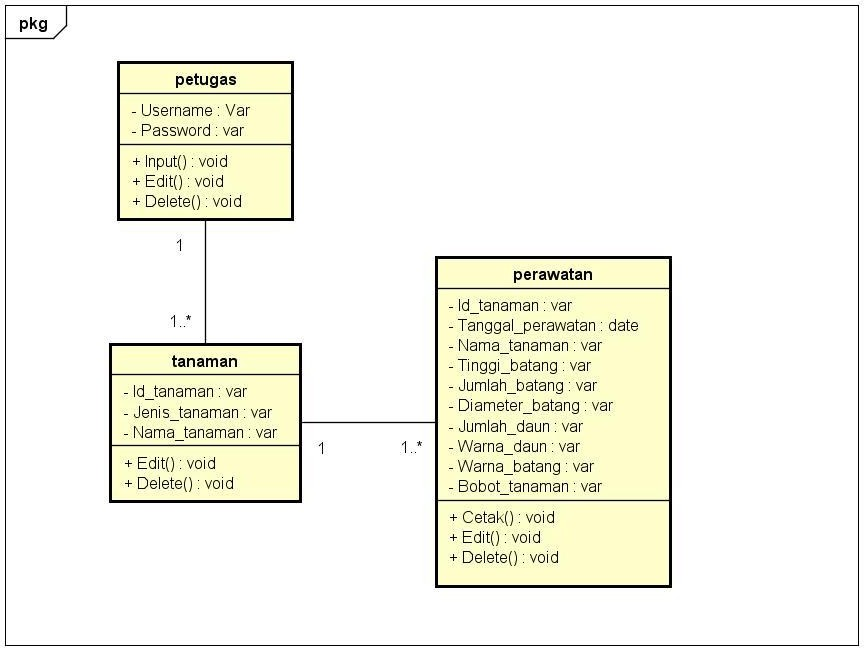 pkg
petugas
- Username : Var
- Password : var
+ Input() : void
+ Edit() : void
+ Delete() : void
1
1..*
tanaman
- Id_tanaman : var
- Jenis_tanaman : var
- Nama_tanaman : var
+ Edit() : void
+ Delete() : void
1
1..*
perawatan
- Id_tanaman : var
- Tanggal_perawatan : date
- Nama_tanaman : var
- Tinggi_batang : var
- Jumlah_batang : var
- Diameter_batang : var
- Jumlah_daun : var
- Warna_daun : var
- Warna_batang : var
- Bobot_tanaman : var
+ Cetak() : void
+ Edit() : void
+ Delete() : void